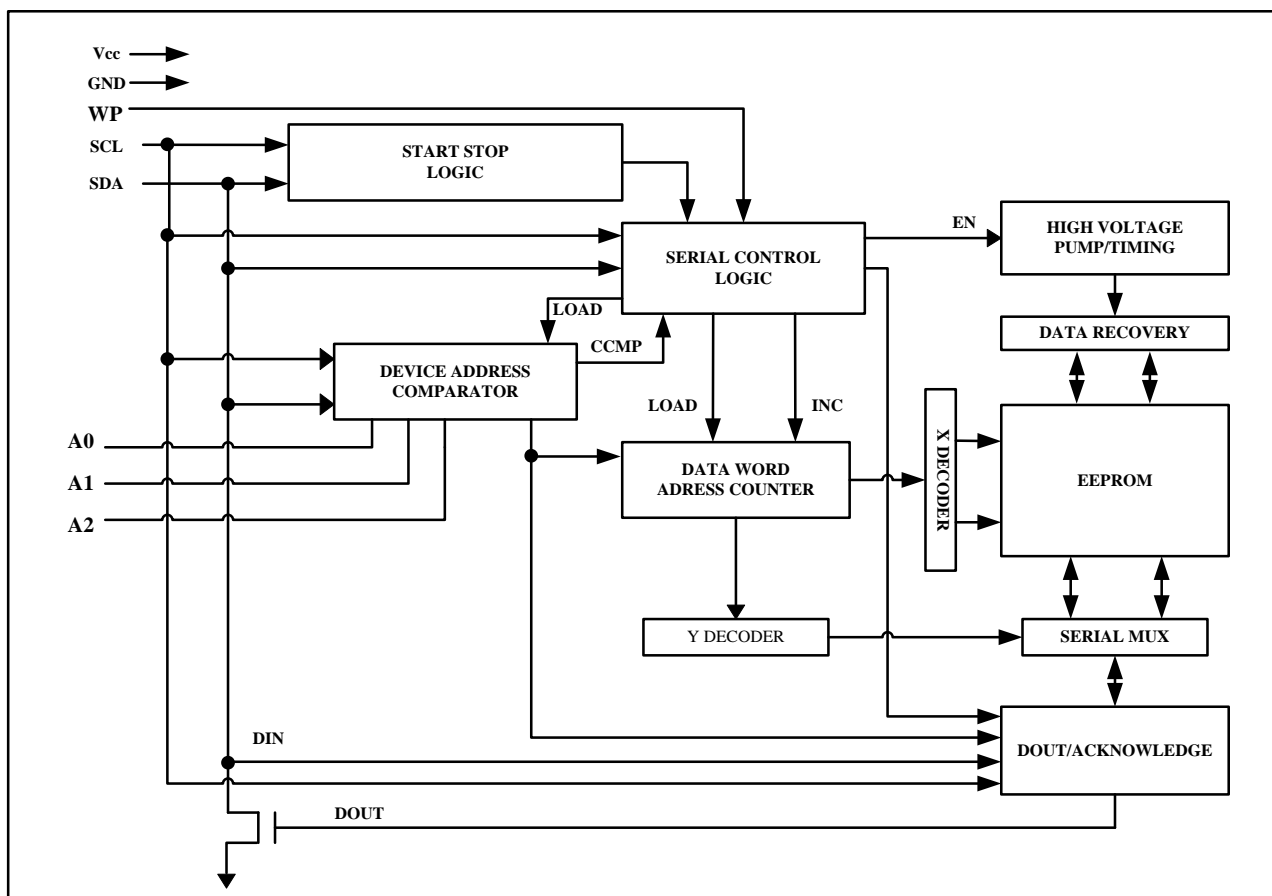 Vcc
GND
WP
SCL
SDA
START STOP
LOGIC
SERIAL CONTROL
LOGIC
EN
HIGH VOLTAGE
PUMP/TIMING
LOAD
CCMP
DATA RECOVERY
DEVICE ADDRESS
COMPARATOR
LOAD
INC
A0
A1
A2
DATA WORD
ADRESS COUNTER
X DECODER
EEPROM
Y DECODER
SERIAL MUX
DIN
DOUT/ACKNOWLEDGE
DOUT